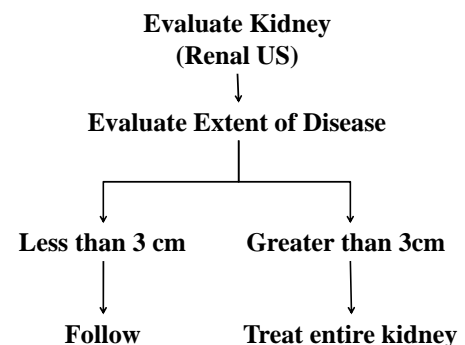 Evaluate Kidney
(Renal US)
Evaluate Extent of Disease
Less than 3 cm
Greater than 3cm
Follow
Treat entire kidney